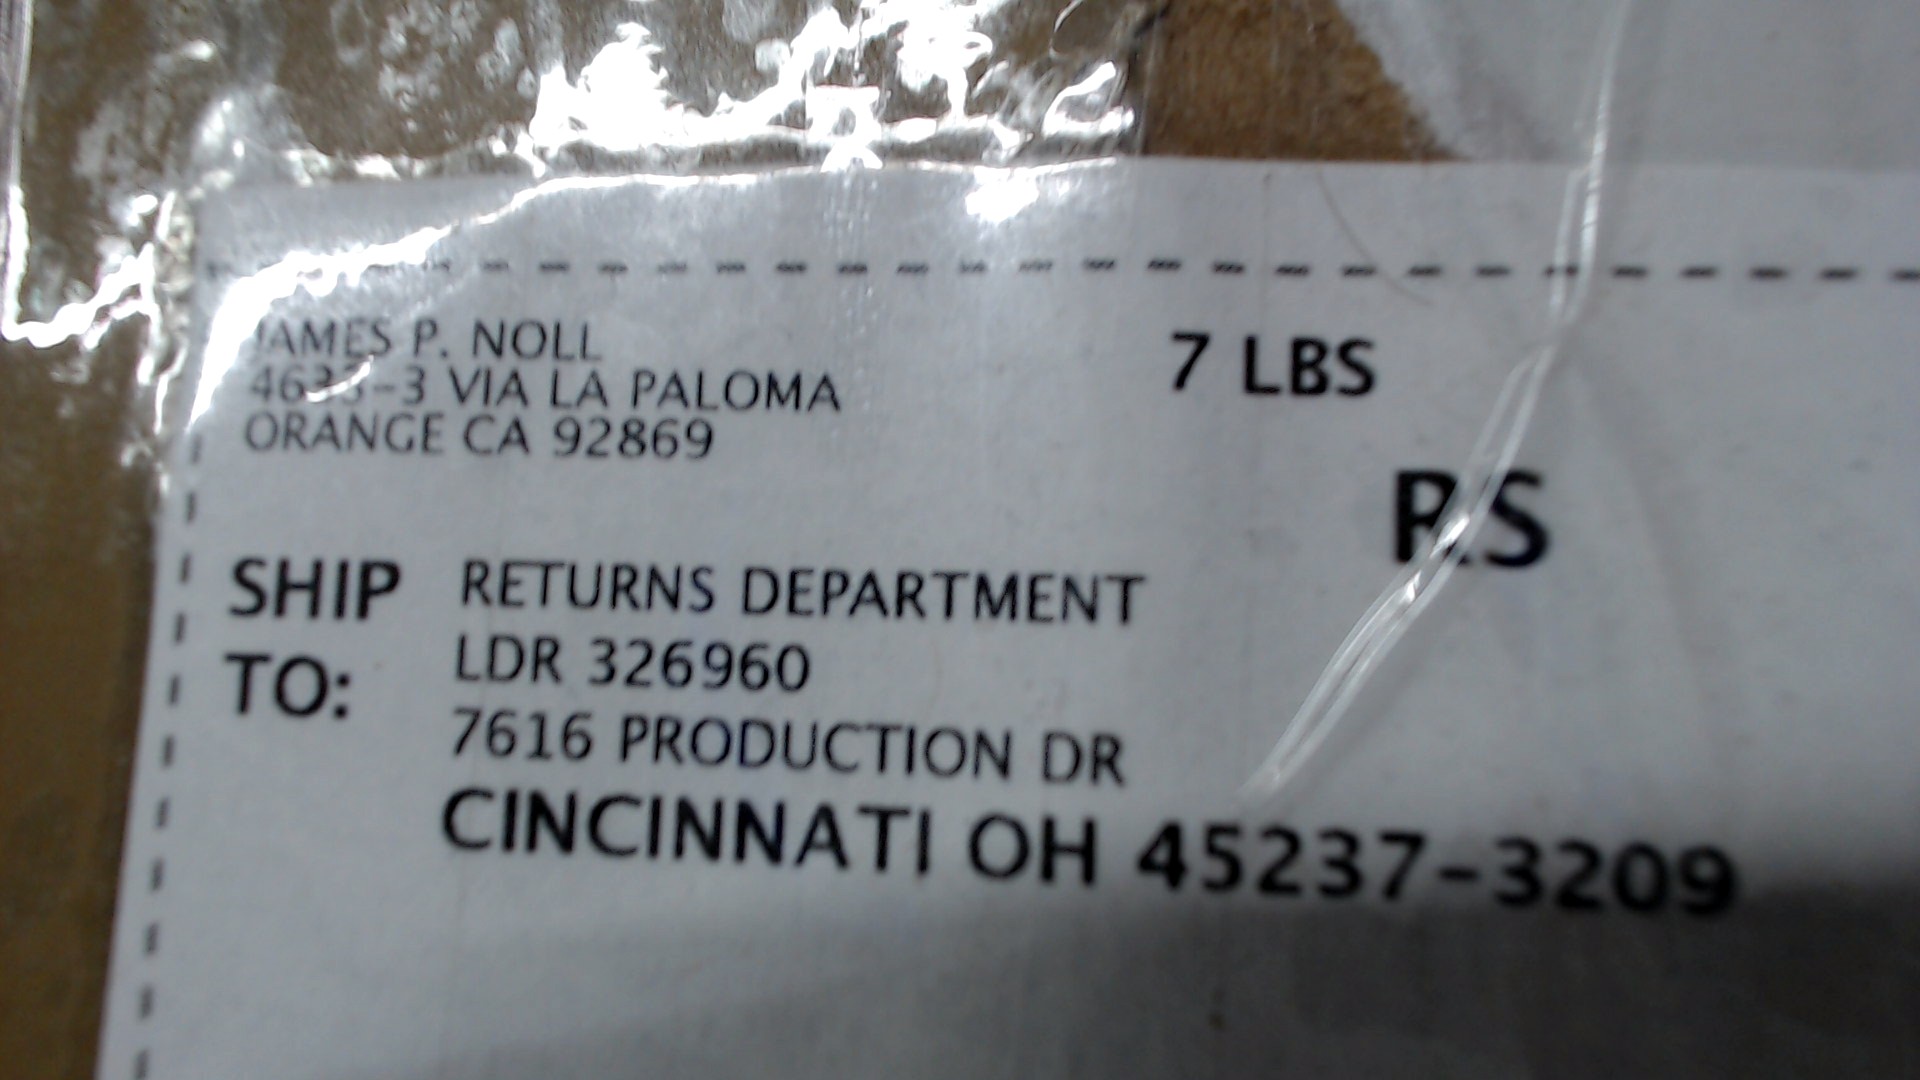 JAMES P. NOLL
VIA LA PALOMA
ORANGE CA 92869
7 LBS
RS
SHIP TO:
RETURNS DEPARTMENT
LDR 326960
7616 PRODUCTION DR
CINCINNATI OH 45237-3209